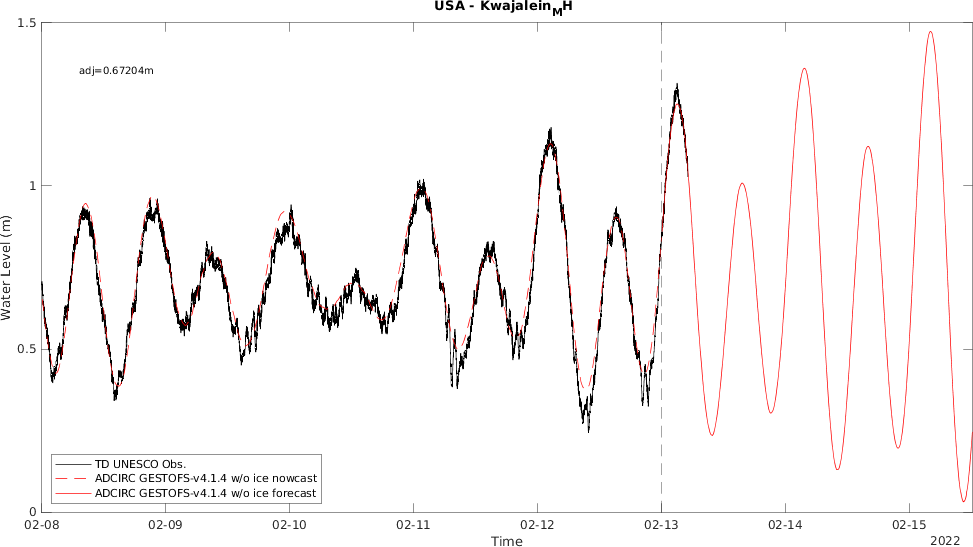 USA - Kwajalein_MH
1.5
adj=0.67204m
1
Water Level (m)
0.5
TD UNESCO Obs.
ADCIRC GESTOFS-v4.1.4 w/o ice nowcast
ADCIRC GESTOFS-v4.1.4 w/o ice forecast
0
02-08 02-09 02-10 02-11 02-12 02-13 02-14 02-15
Time
2022